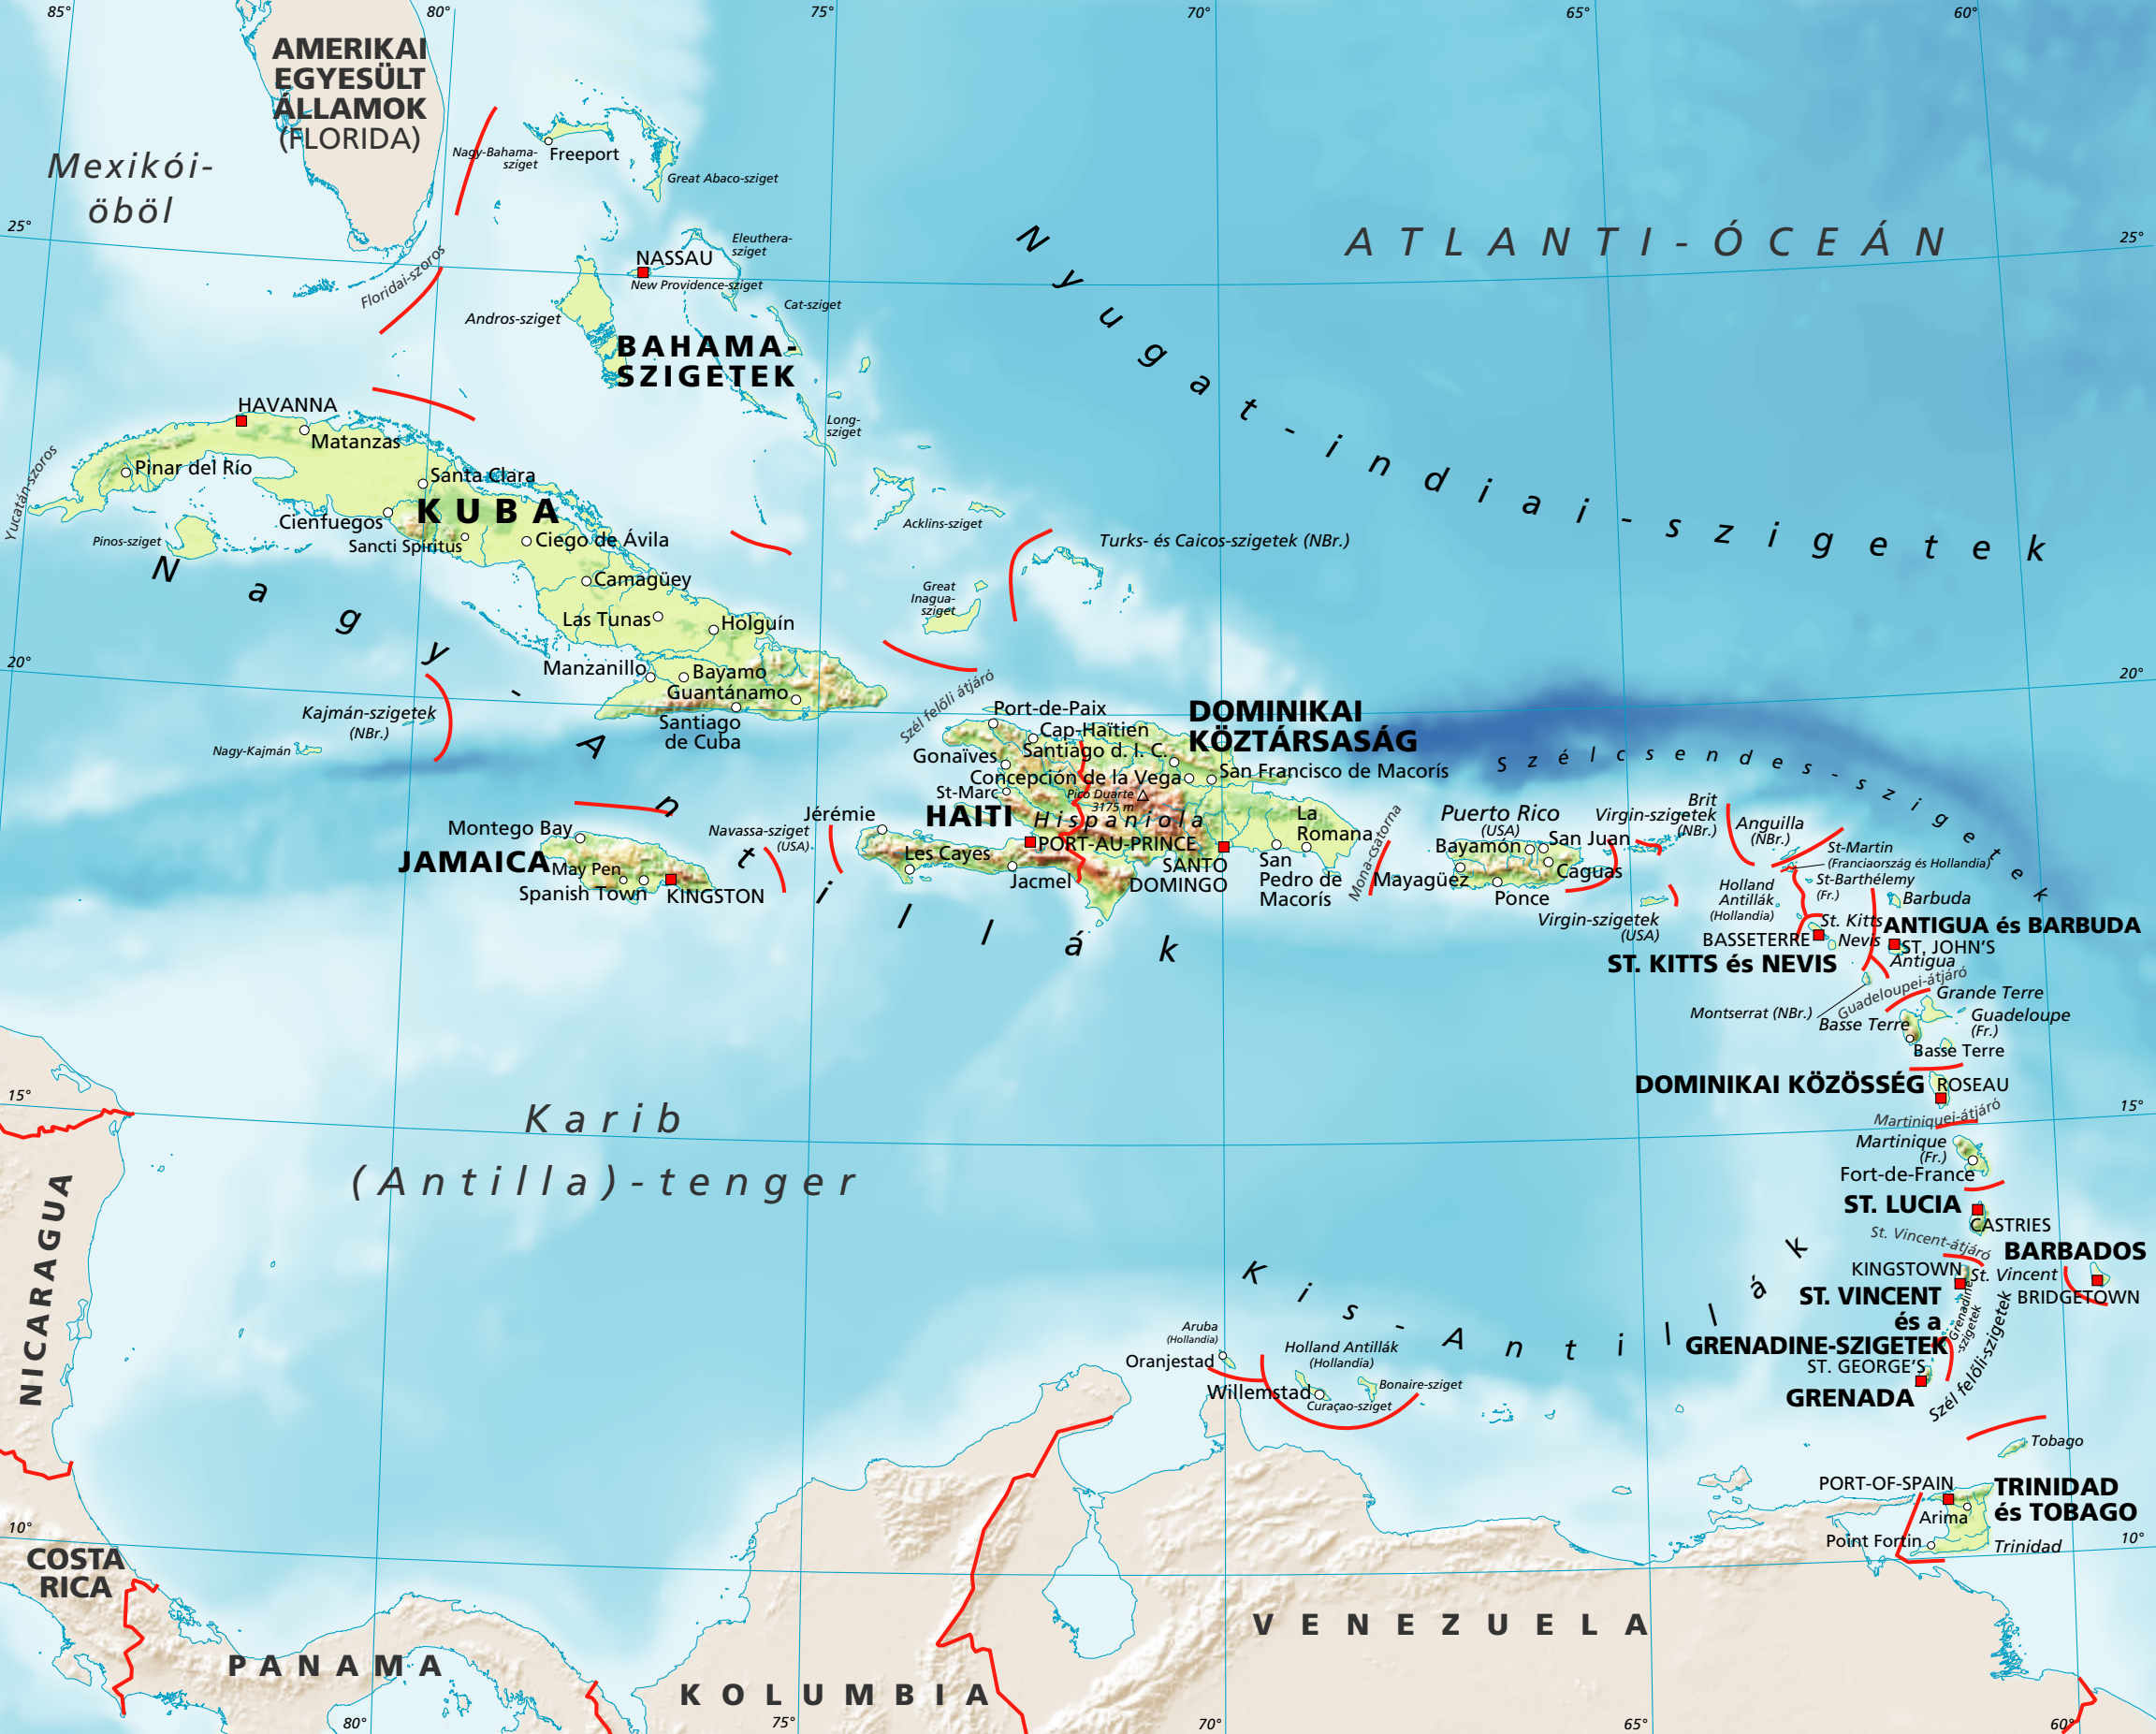 85°
80°
75°
70°
65°
60°
AMERIKAI
EGYESÜLT
ÁLLAMOK
(FLORIDA)
Mexikói-
öböl
Nagy-Bahama-
sziget
Freeport
Great Abaco-sziget
25°
25°
ATLANTI-ÓCEÁN
Nyugat-indiai-szigetek
Floridai-szoros
NASSAU
Eleuthera-
sziget
New Providence-sziget
Cat-sziget
Andros-sziget
BAHAMA-
SZIGETEK
Long-
sziget
HAVANNA
Matanzas
Pinar del Río
Santa Clara
Yucatán-szoros
KUBA
Cienfuegos
Sancti Spiritus
Ciego de Ávila
Pinos-sziget
Acklins-sziget
Turks- és Caicos-szigetek (NBr.)
Camagüey
Great
Inagua-
sziget
Las Tunas
Holguín
Nagy-Antillák
20°
20°
Manzanillo
Bayamo
Guantánamo
Santiago
de Cuba
Szél felőli átjáró
Kajmán-szigetek
(NBr.)
Nagy-Kajmán
Port-de-Paix
Cap-Haïtien
DOMINIKAI
KÖZTÁRSASÁG
Gonaïves
Santiago d. I. C.
Concepción de la Vega
San Francisco de Macorís
St-Marc
Pico Duarte
3175 m
HAITI
Hispaniola
Szélcsendes-szigetek
Jérémie
Montego Bay
Navassa-sziget
(USA)
JAMAICA
May Pen
Spanish Town
KINGSTON
Les Cayes
PORT-AU-PRINCE
Jacmel
SANTO
DOMINGO
La
Romana
San
Pedro de
Macorís
Mona-csatorna
Puerto Rico
(USA)
San Juan
Bayamón
Caguas
Mayagüez
Ponce
Virgin-szigetek
(NBr.)
Brit
Virgin-szigetek
(USA)
Anguilla
(NBr.)
St-Martin
(Franciaország és Hollandia)
St-Barthélemy
(Fr.)
Holland
Antillák
(Hollandia)
Barbuda
St. Kitts
ANTIGUA és BARBUDA
BASSETERRE
Nevis
ST. JOHN'S
ST. KITTS és NEVIS
Antigua
Guadeloupei-átjáró
Montserrat (NBr.)
Grande Terre
Basse Terre
Guadeloupe
(Fr.)
Basse Terre
15°
15°
DOMINIKAI KÖZÖSSÉG
ROSEAU
Martiniquei-átjáró
Martinique
(Fr.)
Fort-de-France
Karib
(Antilla)-tenger
ST. LUCIA
CASTRIES
St. Vincent-átjáró
BARBADOS
KINGSTOWN
St. Vincent
BRIDGETOWN
ST. VINCENT
és a
GRENADINE-SZIGETEK
Grenadine
-szigetek
Szél felőli-szigetek
ST. GEORGE'S
GRENADA
Kis-Antillák
NICARAGUA
Aruba
(Hollandia)
Oranjestad
Holland Antillák
(Hollandia)
Willemstad
Bonaire-sziget
Curaçao-sziget
Tobago
PORT-OF-SPAIN
TRINIDAD
és TOBAGO
Arima
Point Fortin
Trinidad
10°
10°
COSTA
RICA
PANAMA
KOLUMBIA
VENEZUELA
80°
75°
70°
65°
60°